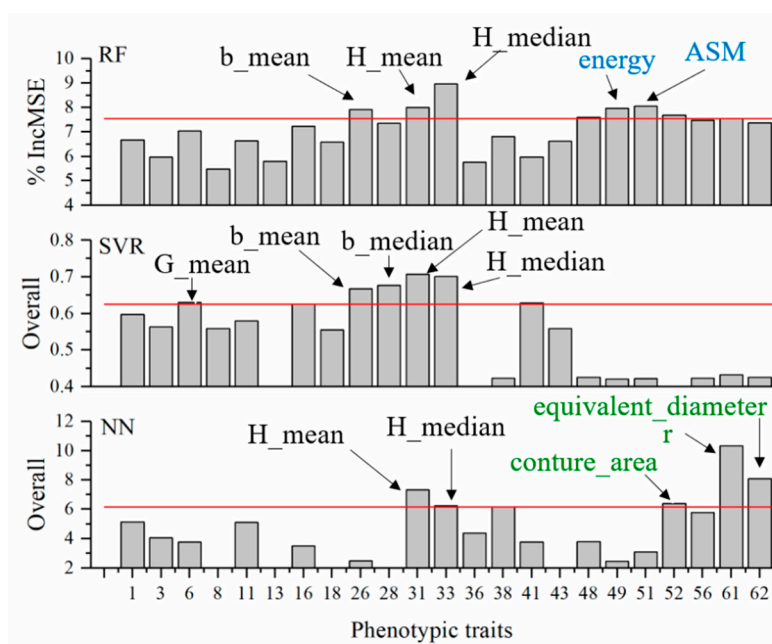 RF
% IncMSE
10
9
8
7
6
5
4
b_mean
H_mean
H_median
energy
ASM
SVR
Overall
0.8
0.7
0.6
0.5
0.4
G_mean
b_mean
b_median
H_mean
H_median
NN
Overall
12
10
8
6
4
2
H_mean
H_median
conture_area
equivalent_diameter
r
1 3 6 8 11 13 16 18 26 28 31 33 36 38 41 43 48 49 51 52 56 61 62
Phenotypic traits